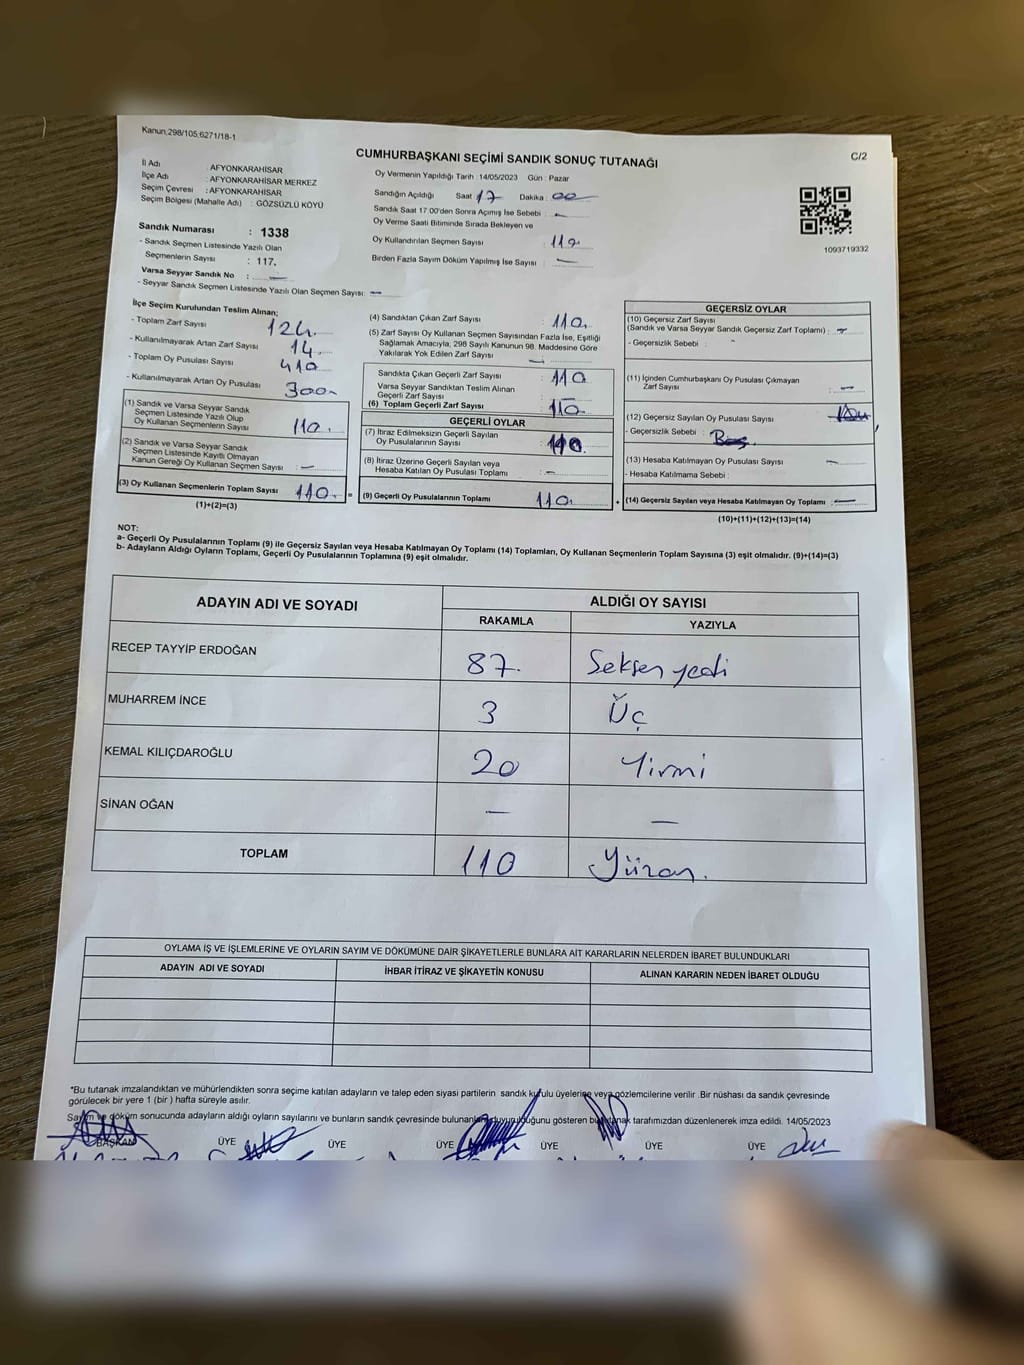 Kanun,298/105;6271/18-1
C/2
CUMHURBAŞKANI SEÇİMİ SANDIK SONUÇ TUTANAĞI
İl Adı : AFYONKARAHİSAR
İlçe Adı : AFYONKARAHİSAR MERKEZ
Seçim Çevresi : AFYONKARAHİSAR
Seçim Bölgesi (Mahalle Adı) : GÖZSÜZLÜ KÖYÜ
Oy Vermenin Yapıldığı Tarih : 14/05/2023 Gün : Pazar
Sandığın Açıldığı Saat 17 Dakika : 00
Sandık Saat 17:00'den Sonra Açılmış İse Sebebi : -
Oy Verme Saati Bitiminde Sırada Bekleyen ve
Oy Kullandırılan Seçmen Sayısı : 110
Birden Fazla Sayım Döküm Yapılmış İse Sayısı : -
1093719332
Sandık Numarası : 1338
- Sandık Seçmen Listesinde Yazılı Olan
Seçmenlerin Sayısı : 117,
Varsa Seyyar Sandık No : -
- Seyyar Sandık Seçmen Listesinde Yazılı Olan Seçmen Sayısı: -
İlçe Seçim Kurulundan Teslim Alınan;
- Toplam Zarf Sayısı 124.
- Kullanılmayarak Artan Zarf Sayısı 14
- Toplam Oy Pusulası Sayısı 410
- Kullanılmayarak Artan Oy Pusulası 300
(1) Sandık ve Varsa Seyyar Sandık
Seçmen Listesinde Yazılı Olup
Oy Kullanan Seçmenlerin Sayısı 110.
(2) Sandık ve Varsa Seyyar Sandık
Seçmen Listesinde Kayıtlı Olmayan
Kanun Gereği Oy Kullanan Seçmen Sayısı : -
(3) Oy Kullanan Seçmenlerin Toplam Sayısı 110. =
(1)+(2)=(3)
(4) Sandıktan Çıkan Zarf Sayısı : 110.
(5) Zarf Sayısı Oy Kullanan Seçmen Sayısından Fazla İse, Eşitliği
Sağlamak Amacıyla, 298 Sayılı Kanunun 98. Maddesine Göre
Yakılarak Yok Edilen Zarf Sayısı : -
Sandıkta Çıkan Geçerli Zarf Sayısı : 110
Varsa Seyyar Sandıktan Teslim Alınan
Geçerli Zarf Sayısı : -
(6) Toplam Geçerli Zarf Sayısı : 110.
GEÇERLİ OYLAR
(7) İtiraz Edilmeksizin Geçerli Sayılan
Oy Pusulalarının Sayısı : 110.
(8) İtiraz Üzerine Geçerli Sayılan veya
Hesaba Katılan Oy Pusulası Toplamı : -
(9) Geçerli Oy Pusulalarının Toplamı 110. +
GEÇERSİZ OYLAR
(10) Geçersiz Zarf Sayısı
(Sandık ve Varsa Seyyar Sandık Geçersiz Zarf Toplamı) : -
- Geçersizlik Sebebi : -
(11) İçinden Cumhurbaşkanı Oy Pusulası Çıkmayan
Zarf Sayısı : -
(12) Geçersiz Sayılan Oy Pusulası Sayısı :
- Geçersizlik Sebebi :
(13) Hesaba Katılmayan Oy Pusulası Sayısı : -
- Hesaba Katılmama Sebebi :
(14) Geçersiz Sayılan veya Hesaba Katılmayan Oy Toplamı : -
(10)+(11)+(12)+(13)=(14)
NOT:
a- Geçerli Oy Pusulalarının Toplamı (9) ile Geçersiz Sayılan veya Hesaba Katılmayan Oy Toplamı (14) Toplamları, Oy Kullanan Seçmenlerin Toplam Sayısına (3) eşit olmalıdır. (9)+(14)=(3)
b- Adayların Aldığı Oyların Toplamı, Geçerli Oy Pusulalarının Toplamına (9) eşit olmalıdır.
ADAYIN ADI VE SOYADI ALDIĞI OY SAYISI
RAKAMLA YAZIYLA
RECEP TAYYİP ERDOĞAN 87. Seksen yedi
MUHARREM İNCE 3 Üç
KEMAL KILIÇDAROĞLU 20 Yirmi
SİNAN OĞAN - -
TOPLAM 110 Yüzon.
OYLAMA İŞ VE İŞLEMLERİNE VE OYLARIN SAYIM VE DÖKÜMÜNE DAİR ŞİKAYETLERLE BUNLARA AİT KARARLARIN NELERDEN İBARET BULUNDUKLARI
ADAYIN ADI VE SOYADI İHBAR İTİRAZ VE ŞİKAYETİN KONUSU ALINAN KARARIN NEDEN İBARET OLDUĞU
*Bu tutanak imzalandıktan ve mühürlendikten sonra seçime katılan adayların ve talep eden siyasi partilerin sandık kurulu üyelerine veya gözlemcilerine verilir. Bir nüshası da sandık çevresinde
görülecek bir yere 1 (bir ) hafta süreyle asılır.
Sayım ve döküm sonucunda adayların aldığı oyların sayılarını ve bunların sandık çevresinde bulunanlara duyurulduğunu gösteren bu tutanak tarafımızdan düzenlenerek imza edildi. 14/05/2023
BAŞKAN ÜYE ÜYE ÜYE ÜYE ÜYE ÜYE